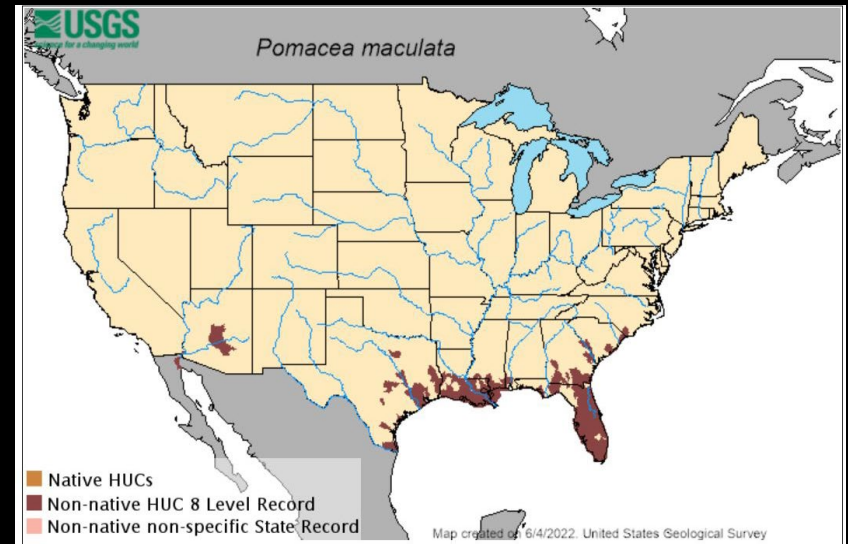 USGS
science for a changing world
Pomacea maculata
Native HUCs
Non-native HUC 8 Level Record
Non-native non-specific State Record
Map created on 6/4/2022. United States Geological Survey